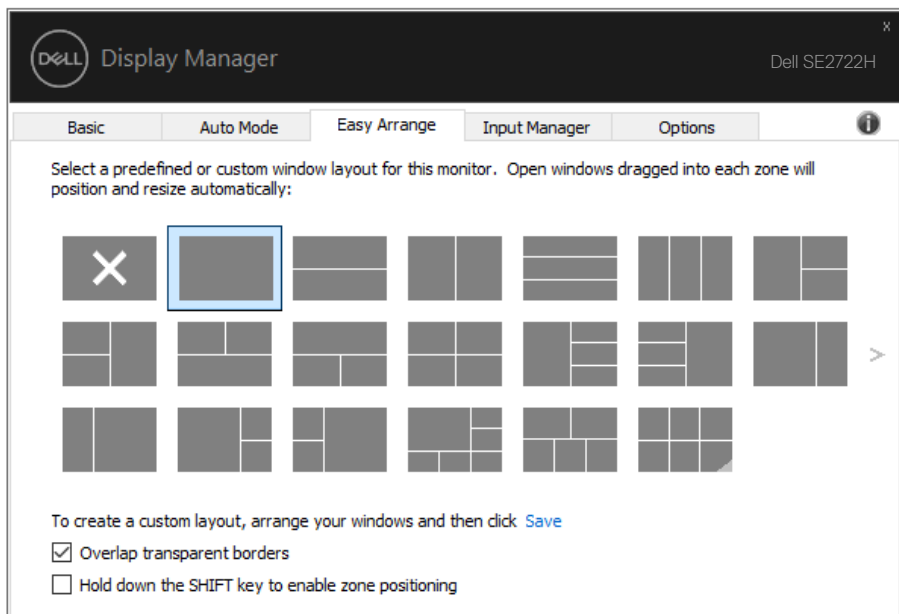 x
DELL Display Manager
Dell SE2722H
Basic Auto Mode Easy Arrange Input Manager Options i
Select a predefined or custom window layout for this monitor. Open windows dragged into each zone will
position and resize automatically:
>
To create a custom layout, arrange your windows and then click Save
Overlap transparent borders
Hold down the SHIFT key to enable zone positioning